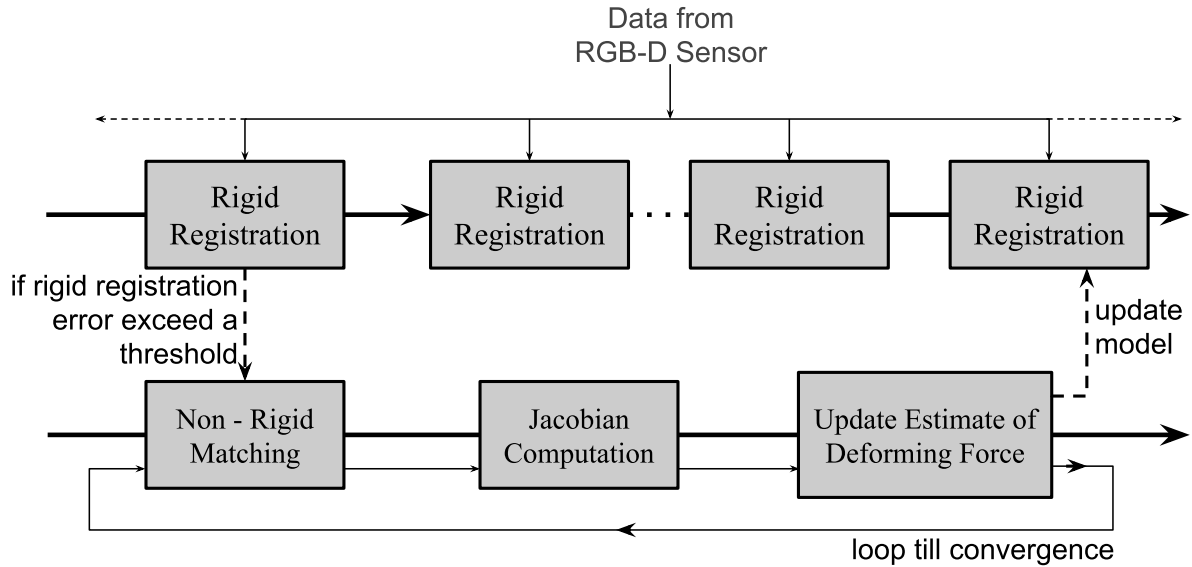 Data from
RGB-D Sensor
Rigid
Registration
Rigid
Registration
Rigid
Registration
Rigid
Registration
if rigid registration
error exceed a
threshold
update
model
Non - Rigid
Matching
Jacobian
Computation
Update Estimate of
Deforming Force
loop till convergence